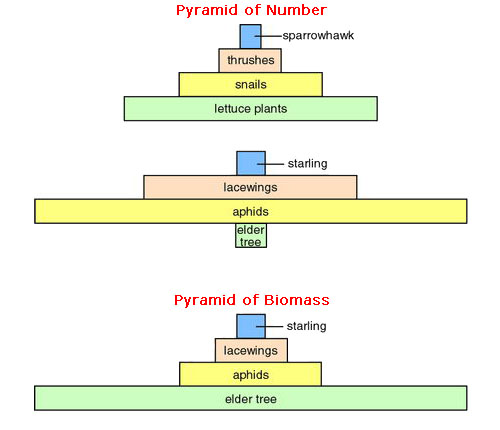 Pyramid of Number
sparrowhawk
thrushes
snails
lettuce plants
starling
lacewings
aphids
elder
tree
Pyramid of Biomass
starling
lacewings
aphids
elder tree